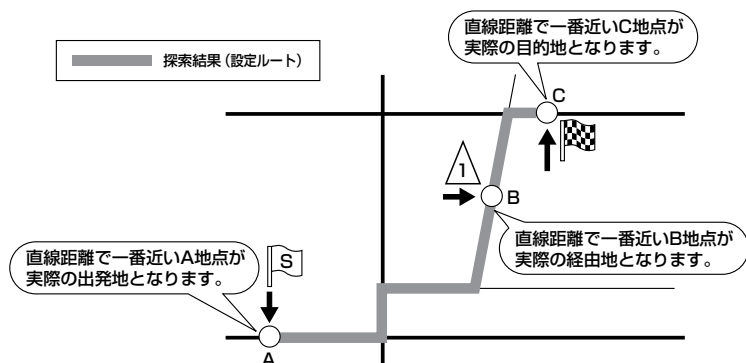 直線距離で一番近いC地点が
実際の目的地となります。
探索結果（設定ルート）
C
1
B
直線距離で一番近いB地点が
実際の経由地となります。
直線距離で一番近いA地点が
実際の出発地となります。
S
A